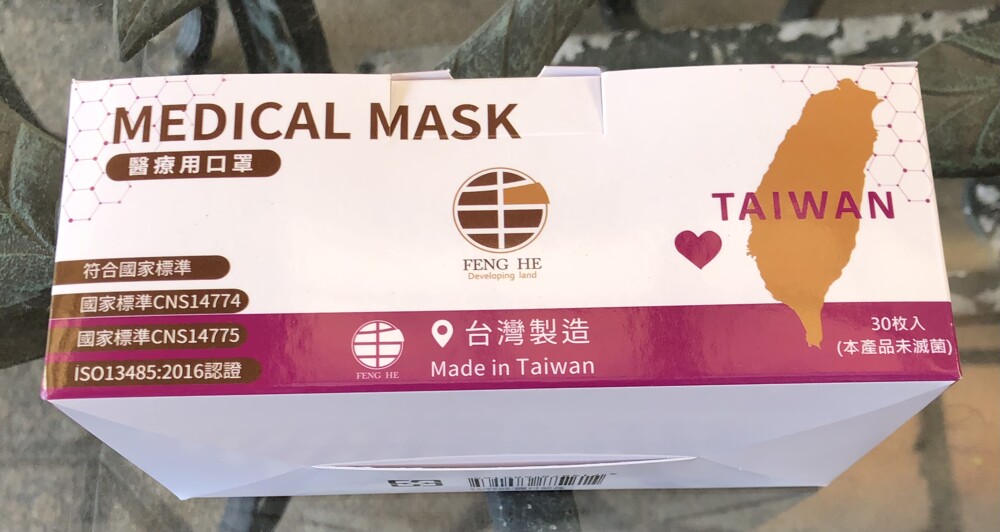 MEDICAL MASK
醫療用口罩
FENG HE
Developing land
TAIWAN
符合國家標準
國家標準CNS14774
國家標準CNS14775
ISO13485:2016認證
FENG HE
台灣製造
Made in Taiwan
30枚入
(本產品未滅菌)